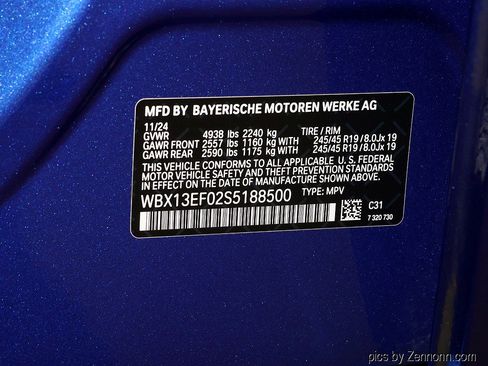 MFD BY BAYERISCHE MOTOREN WERKE AG
11/24
GVWR 4938 lbs 2240 kg TIRE / RIM
GAWR FRONT 2557 lbs 1160 kg WITH 245/45 R19 / 8.0Jx 19
GAWR REAR 2590 lbs 1175 kg WITH 245/45 R19 / 8.0Jx 19
THIS VEHICLE CONFORMS TO ALL APPLICABLE U. S. FEDERAL
MOTOR VEHICLE SAFETY AND THEFT PREVENTION STANDARDS
IN EFFECT ON THE DATE OF MANUFACTURE SHOWN ABOVE.
WBX13EF02S5188500 TYPE: MPV
C31
7 320 730
pics by Zennonn.com